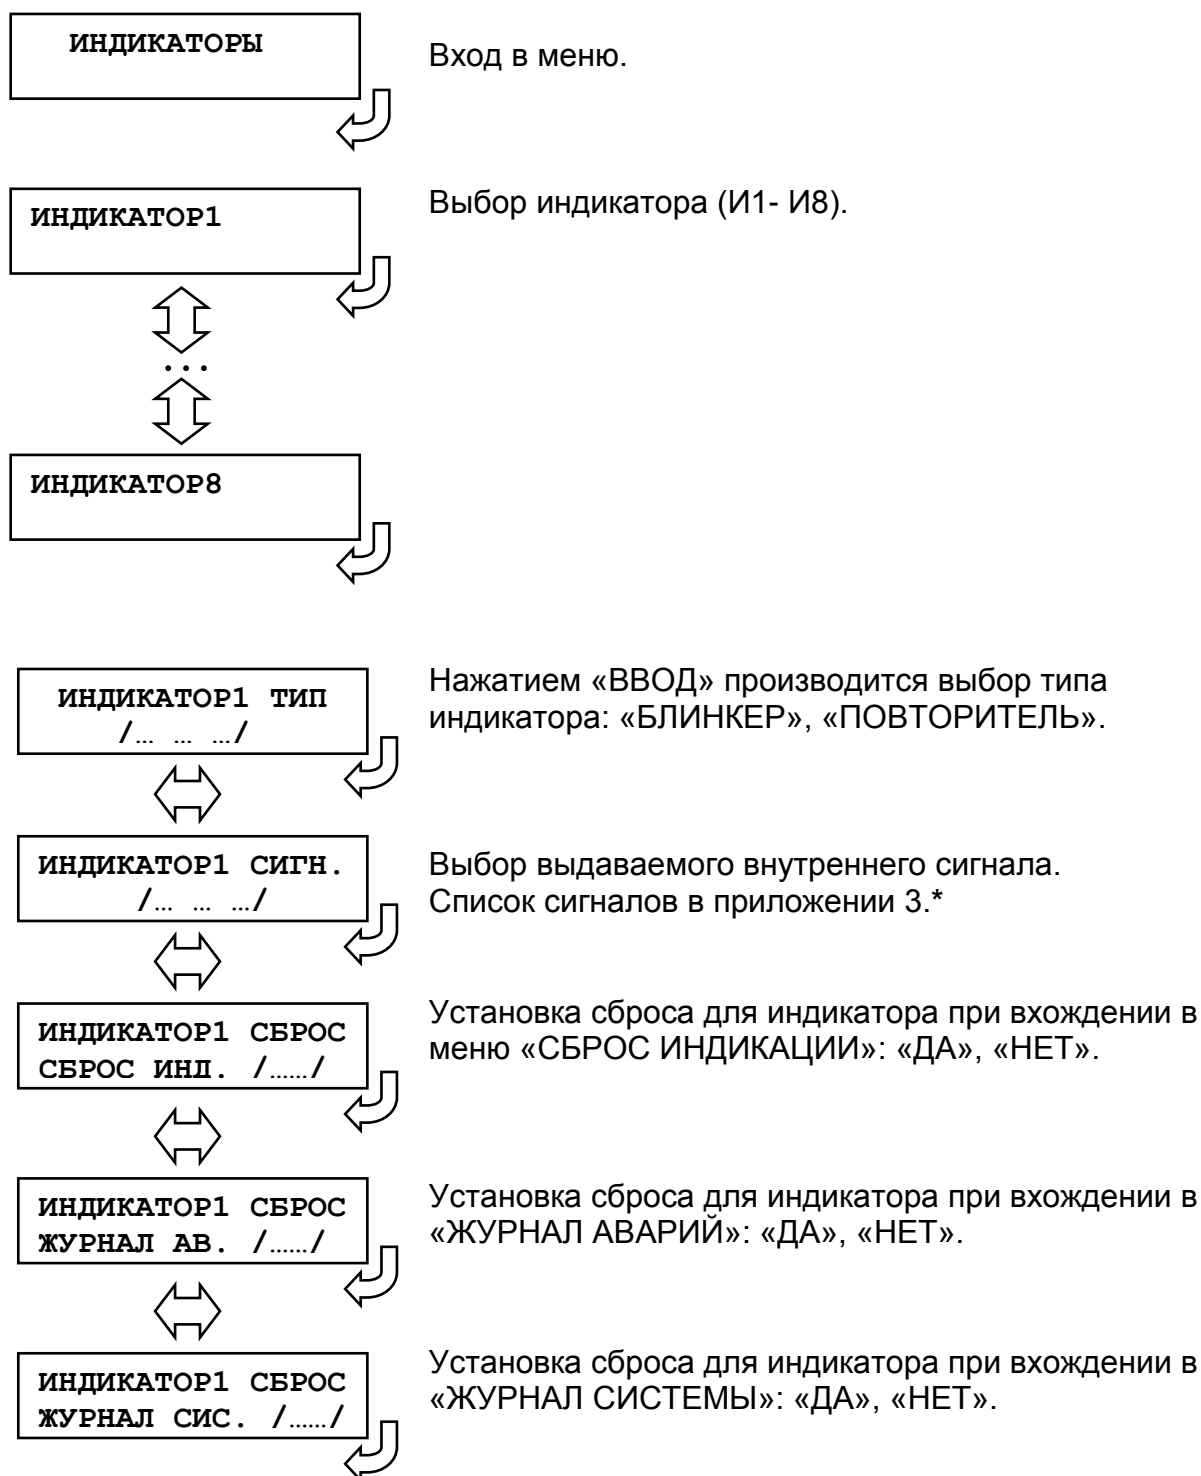 ИНДИКАТОРЫ
Вход в меню.
ИНДИКАТОР1
Выбор индикатора (И1- И8).
...
ИНДИКАТОР8
ИНДИКАТОР1 ТИП
/… … …/
Нажатием «ВВОД» производится выбор типа
индикатора: «БЛИНКЕР», «ПОВТОРИТЕЛЬ».
ИНДИКАТОР1 СИГН.
/… … …/
Выбор выдаваемого внутреннего сигнала.
Список сигналов в приложении 3.*
ИНДИКАТОР1 СБРОС
СБРОС ИНД. /……/
Установка сброса для индикатора при вхождении в
меню «СБРОС ИНДИКАЦИИ»: «ДА», «НЕТ».
ИНДИКАТОР1 СБРОС
ЖУРНАЛ АВ. /……/
Установка сброса для индикатора при вхождении в
«ЖУРНАЛ АВАРИЙ»: «ДА», «НЕТ».
ИНДИКАТОР1 СБРОС
ЖУРНАЛ СИС. /……/
Установка сброса для индикатора при вхождении в
«ЖУРНАЛ СИСТЕМЫ»: «ДА», «НЕТ».